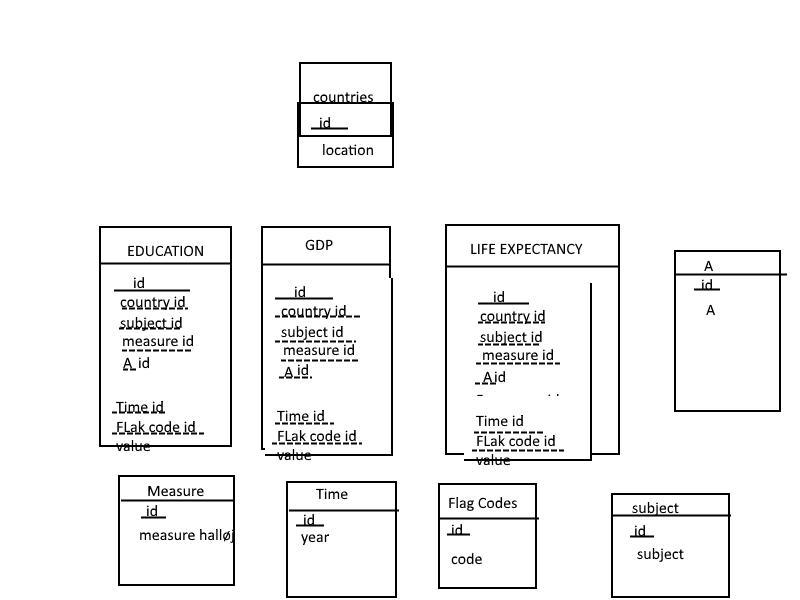 countries
id
location
EDUCATION
id
country id
subject id
measure id
A id
Time id
FLak code id
value
GDP
id
country id
subject id
measure id
A id
Time id
FLak code id
value
LIFE EXPECTANCY
id
country id
subject id
measure id
A id
Time id
FLak code id
value
A
id
A
Measure
id
measure halløj
Time
id
year
Flag Codes
id
code
subject
id
subject